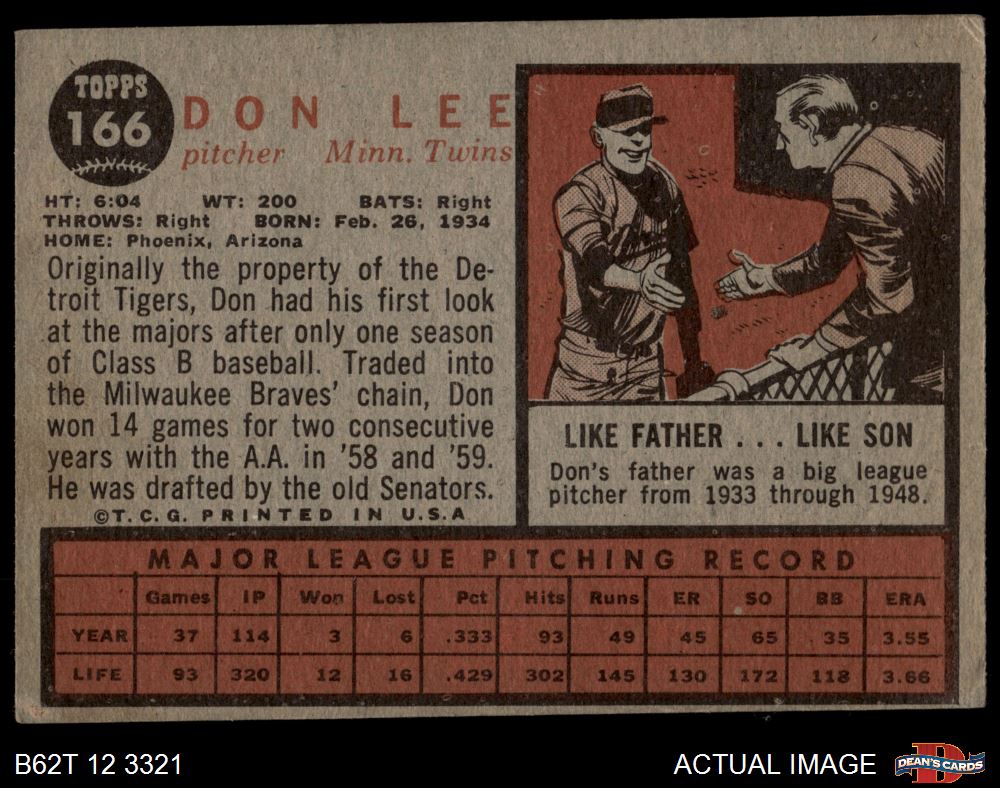 TOPPS
166
DON LEE
pitcher Minn. Twins
HT: 6:04 WT: 200 BATS: Right
THROWS: Right BORN: Feb. 26, 1934
HOME: Phoenix, Arizona
Originally the property of the De-
troit Tigers, Don had his first look
at the majors after only one season
of Class B baseball. Traded into
the Milwaukee Braves' chain, Don
won 14 games for two consecutive
years with the A.A. in '58 and '59.
He was drafted by the old Senators.
©T.C.G. PRINTED IN U.S.A
LIKE FATHER . . . LIKE SON
Don's father was a big league
pitcher from 1933 through 1948.
MAJOR LEAGUE PITCHING RECORD
Games IP Won Lost Pct Hits Runs ER SO BB ERA
YEAR 37 114 3 6 .333 93 49 45 65 35 3.55
LIFE 93 320 12 16 .429 302 145 130 172 118 3.66
B62T 12 3321
ACTUAL IMAGE
D
DEAN'S CARDS